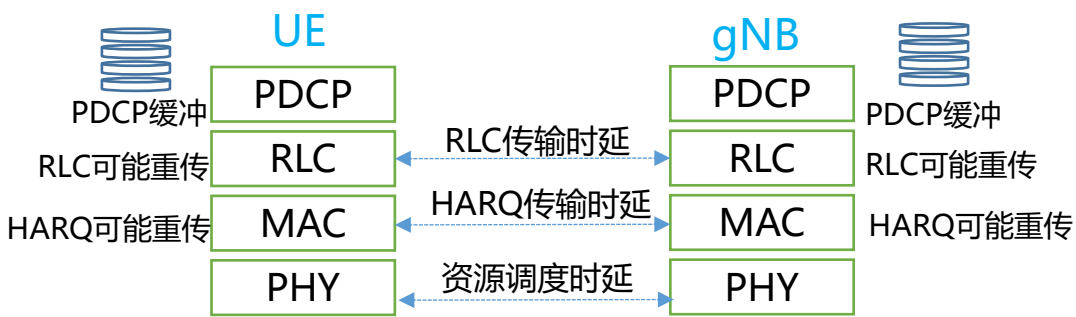 UE
gNB
PDCP
PDCP
PDCP缓冲
PDCP缓冲
RLC传输时延
RLC可能重传
RLC
RLC
RLC可能重传
HARQ传输时延
HARQ可能重传
MAC
MAC
HARQ可能重传
资源调度时延
PHY
PHY